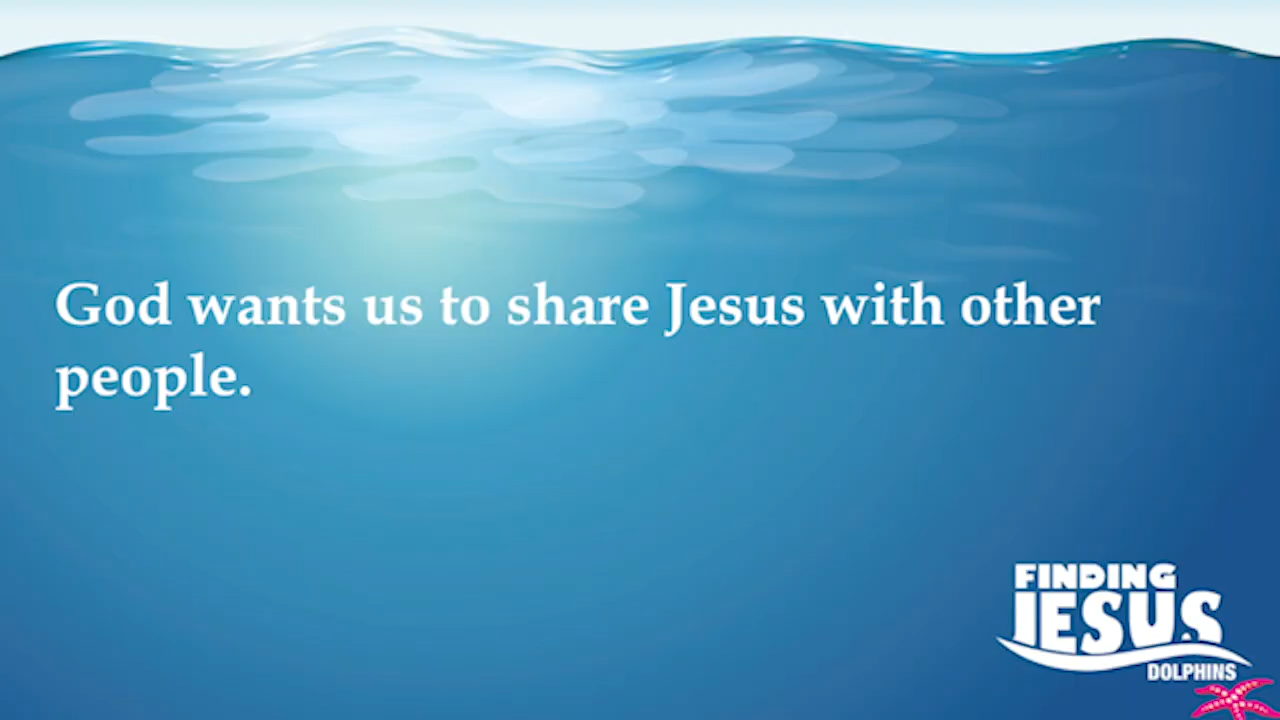 God wants us to share Jesus with other
people.
FINDING
JESUS
DOLPHINS